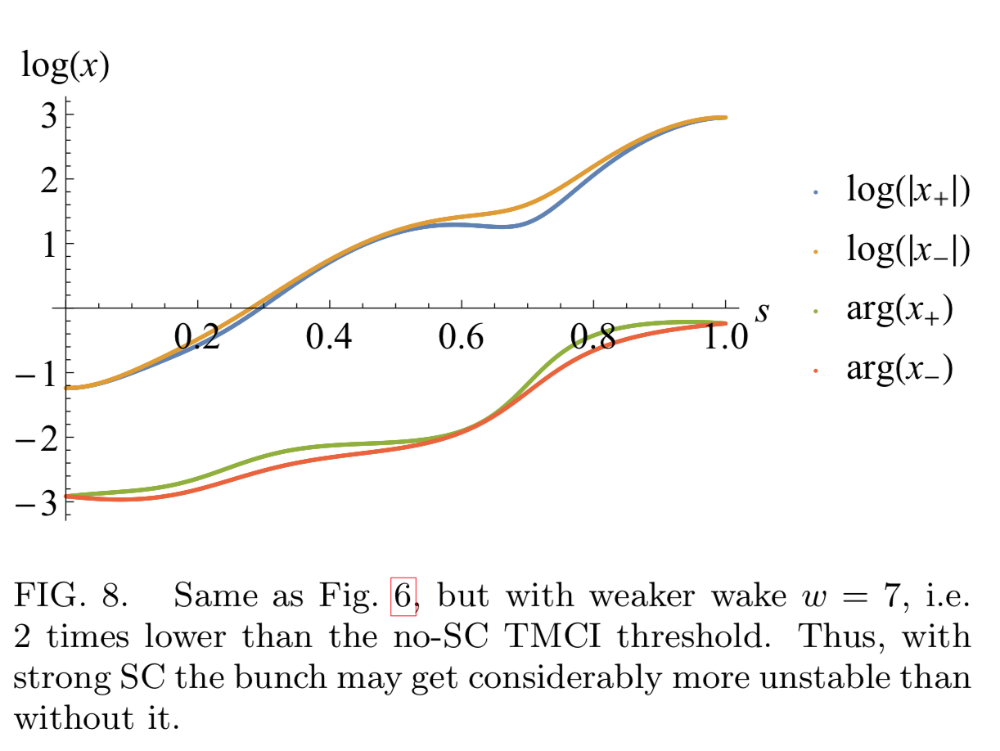 log(x)
3
2
1
−1
−2
−3
0.2 0.4 0.6 0.8 1.0 s
log(|x₊|)
log(|x₋|)
arg(x₊)
arg(x₋)
FIG. 8. Same as Fig. 6, but with weaker wake w = 7, i.e.
2 times lower than the no-SC TMCI threshold. Thus, with
strong SC the bunch may get considerably more unstable than
without it.